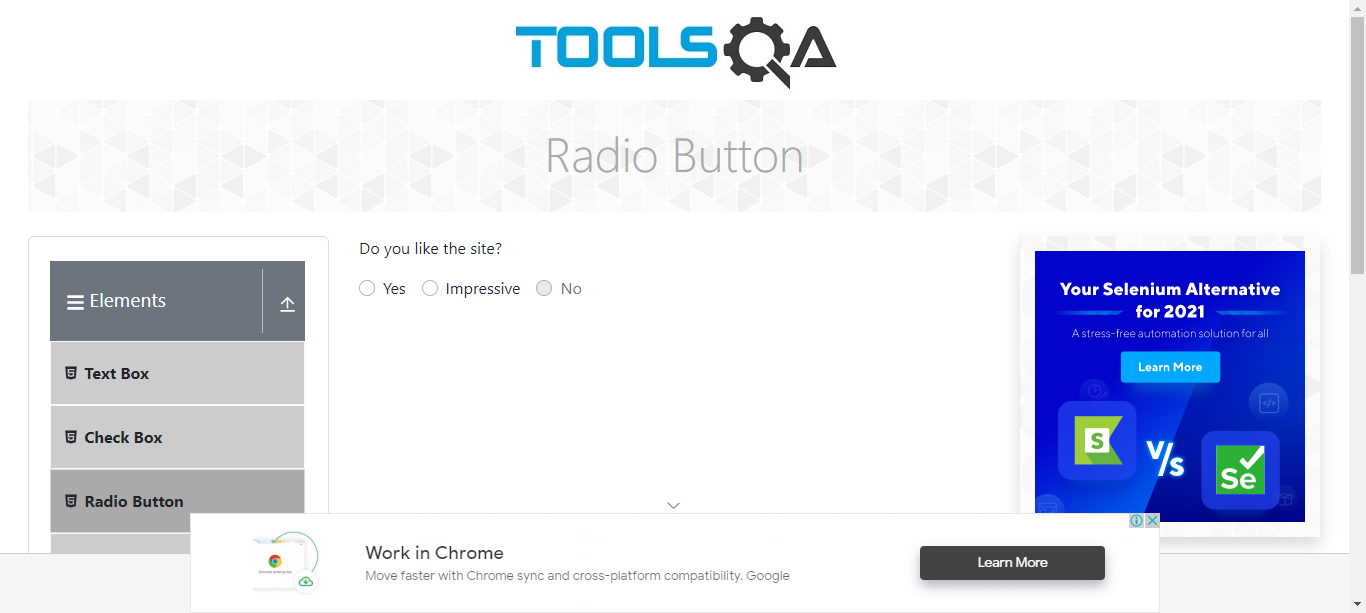 TOOLSQA
Radio Button
Elements
Text Box
Check Box
Radio Button
Do you like the site?
Yes Impressive No
Your Selenium Alternative
for 2021
A stress-free automation solution for all
Learn More
S
V/s
Se
Work in Chrome
Move faster with Chrome sync and cross-platform compatibility. Google
Learn More